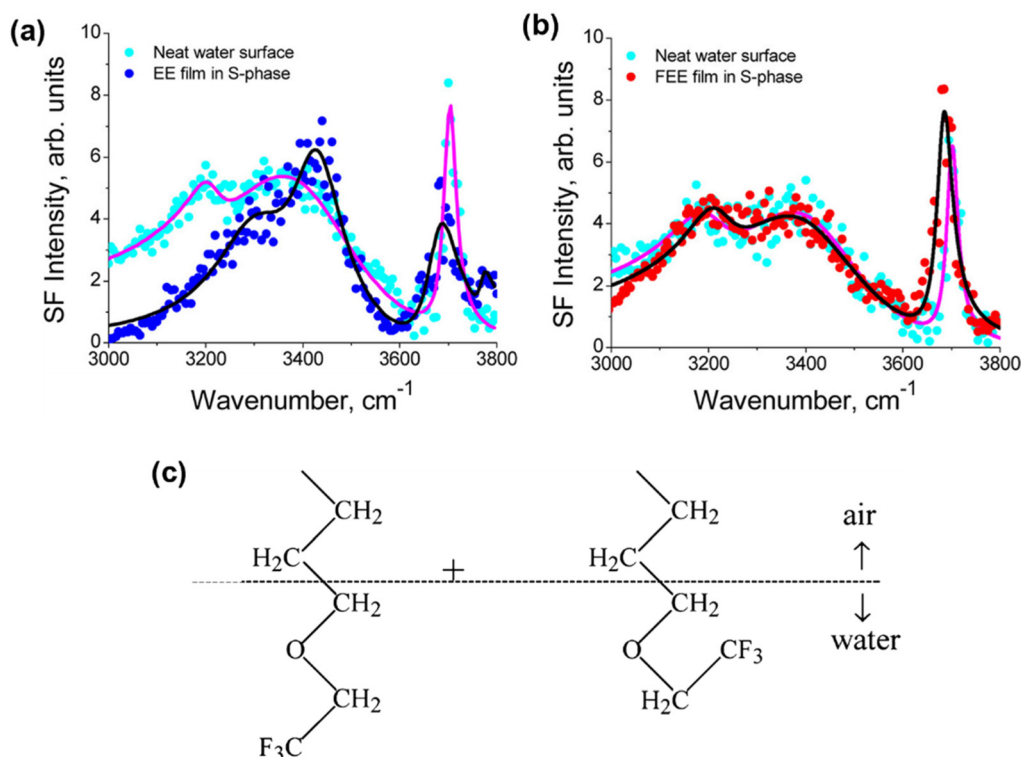 (a)
10
8
6
4
2
0
SF Intensity, arb. units
Neat water surface
EE film in S-phase
3000 3200 3400 3600 3800
Wavenumber, cm-1
(b)
10
8
6
4
2
0
SF Intensity, arb. units
Neat water surface
FEE film in S-phase
3000 3200 3400 3600 3800
Wavenumber, cm-1
(c)
CH2 CH2
air
H2C + H2C
↑
CH2 CH2
↓
water
O O CF3
CH2 H2C
F3C